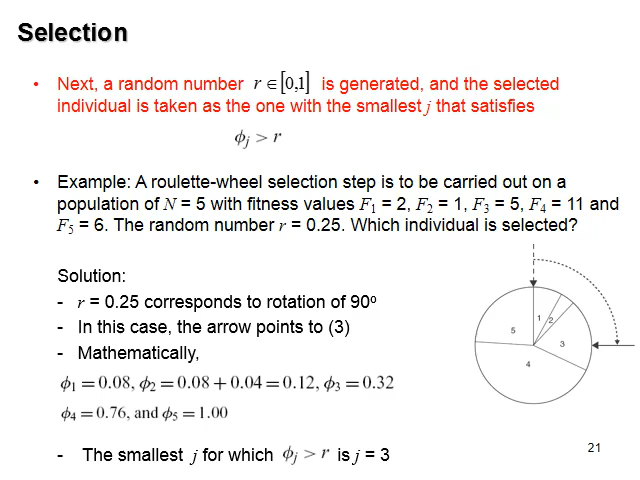 Selection
• Next, a random number r ∈ [0,1] is generated, and the selected
individual is taken as the one with the smallest j that satisfies
ϕj > r
• Example: A roulette-wheel selection step is to be carried out on a
population of N = 5 with fitness values F1 = 2, F2 = 1, F3 = 5, F4 = 11 and
F5 = 6. The random number r = 0.25. Which individual is selected?
Solution:
- r = 0.25 corresponds to rotation of 90º
- In this case, the arrow points to (3)
- Mathematically,
ϕ1 = 0.08, ϕ2 = 0.08 + 0.04 = 0.12, ϕ3 = 0.32
ϕ4 = 0.76, and ϕ5 = 1.00
- The smallest j for which ϕj > r is j = 3
1 2
5
3
4
21